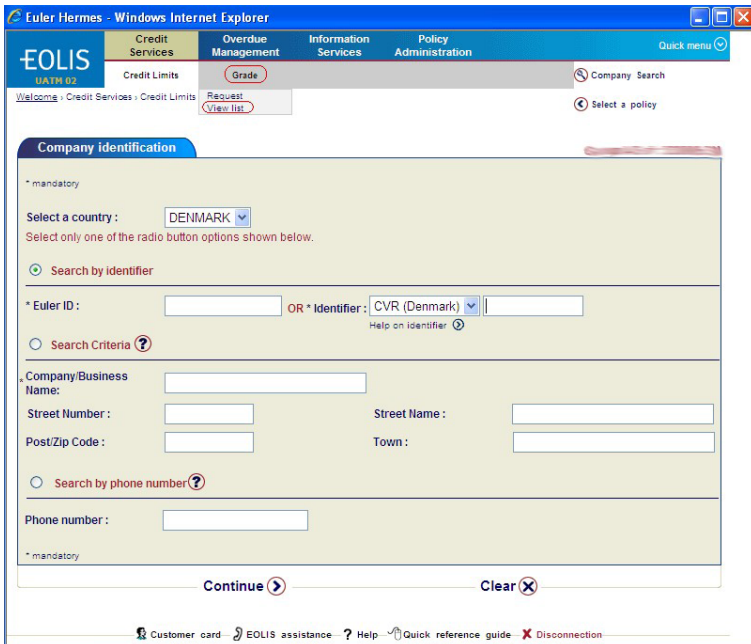 Euler Hermes - Windows Internet Explorer
EOLIS
UATM 02
Credit Services
Overdue Management
Information Services
Policy Administration
Quick menu
Credit Limits
Grade
Company Search
Welcome › Credit Services › Credit Limits
Request
View list
Select a policy
Company identification
* mandatory
Select a country : DENMARK
Select only one of the radio button options shown below.
Search by identifier
* Euler ID : OR * Identifier : CVR (Denmark)
Help on identifier
Search Criteria ?
* Company/Business Name:
Street Number : Street Name :
Post/Zip Code : Town :
Search by phone number ?
Phone number :
* mandatory
Continue Clear
Customer card EOLIS assistance ? Help Quick reference guide X Disconnection